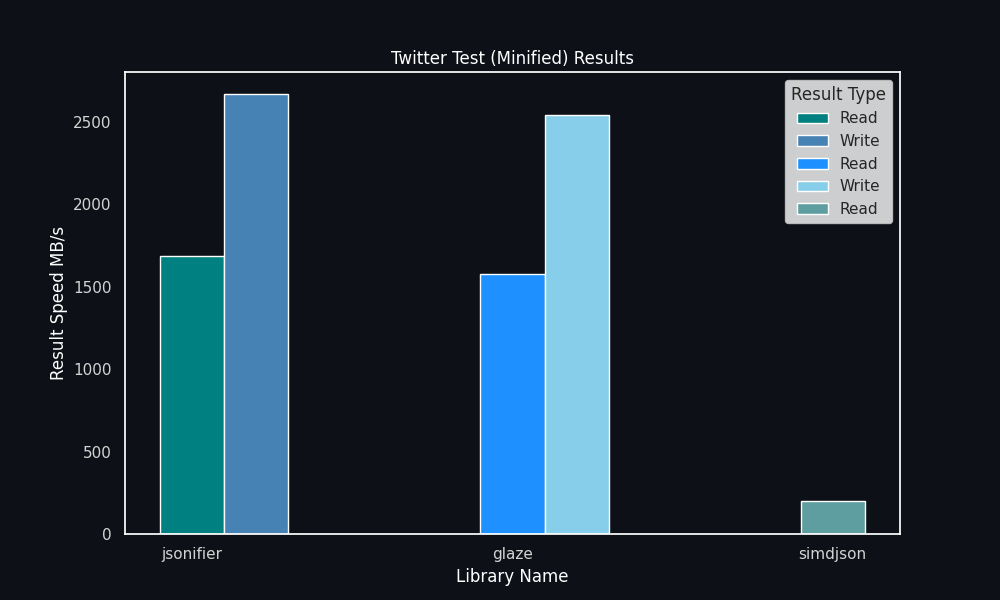 Twitter Test (Minified) Results
Result Type
Read
Write
Read
Write
Read
2500
2000
1500
1000
500
0
Result Speed MB/s
jsonifier
glaze
simdjson
Library Name